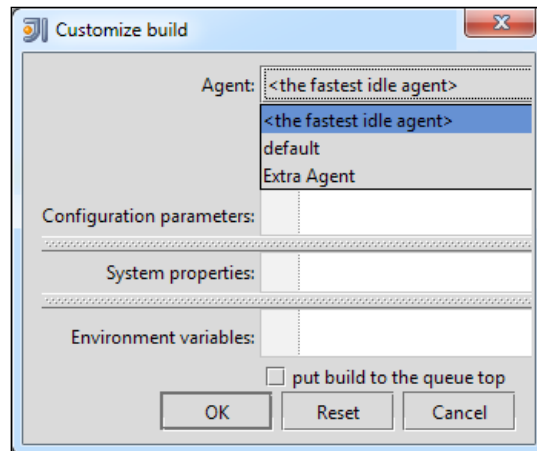 Customize build
Agent: <the fastest idle agent>
<the fastest idle agent>
default
Extra Agent
Configuration parameters:
System properties:
Environment variables:
put build to the queue top
OK Reset Cancel